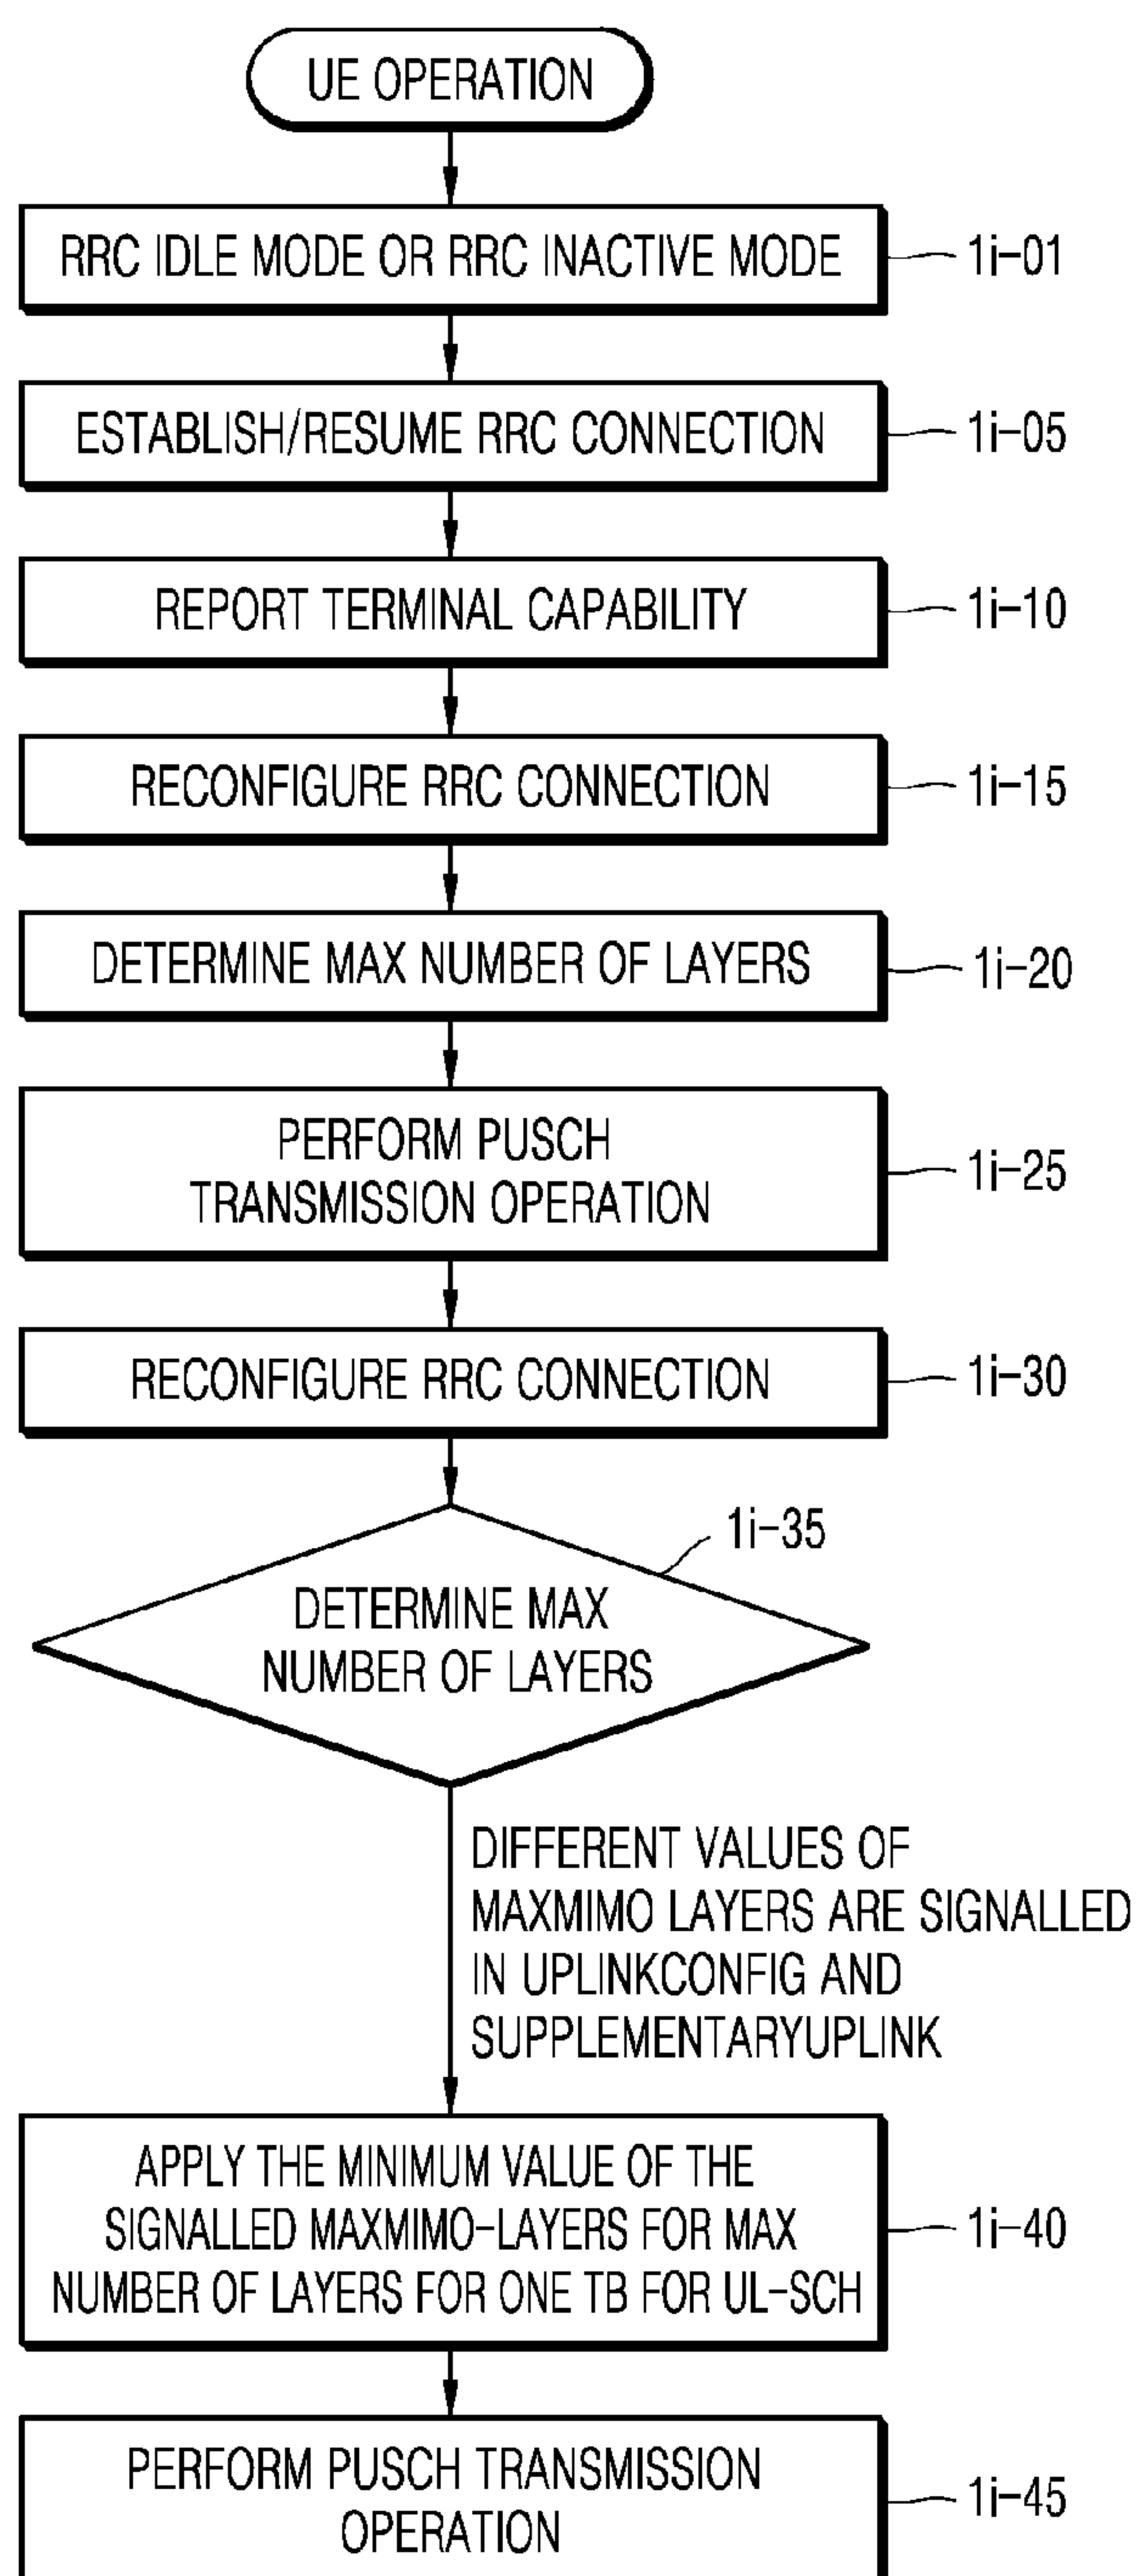 UE OPERATION
RRC IDLE MODE OR RRC INACTIVE MODE
1i-01
ESTABLISH/RESUME RRC CONNECTION
1i-05
REPORT TERMINAL CAPABILITY
1i-10
RECONFIGURE RRC CONNECTION
1i-15
DETERMINE MAX NUMBER OF LAYERS
1i-20
PERFORM PUSCH
TRANSMISSION OPERATION
1i-25
RECONFIGURE RRC CONNECTION
1i-30
1i-35
DETERMINE MAX
NUMBER OF LAYERS
DIFFERENT VALUES OF
MAXMIMO LAYERS ARE SIGNALLED
IN UPLINKCONFIG AND
SUPPLEMENTARYUPLINK
APPLY THE MINIMUM VALUE OF THE
SIGNALLED MAXMIMO-LAYERS FOR MAX
NUMBER OF LAYERS FOR ONE TB FOR UL-SCH
1i-40
PERFORM PUSCH TRANSMISSION
OPERATION
1i-45